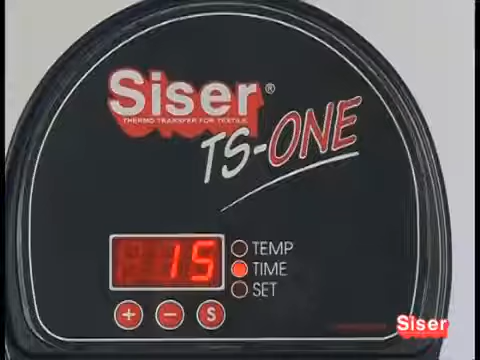 Siser®
THERMO TRANSFER FOR TEXTILE
TS-ONE
15
TEMP
TIME
SET
+ − S
Siser